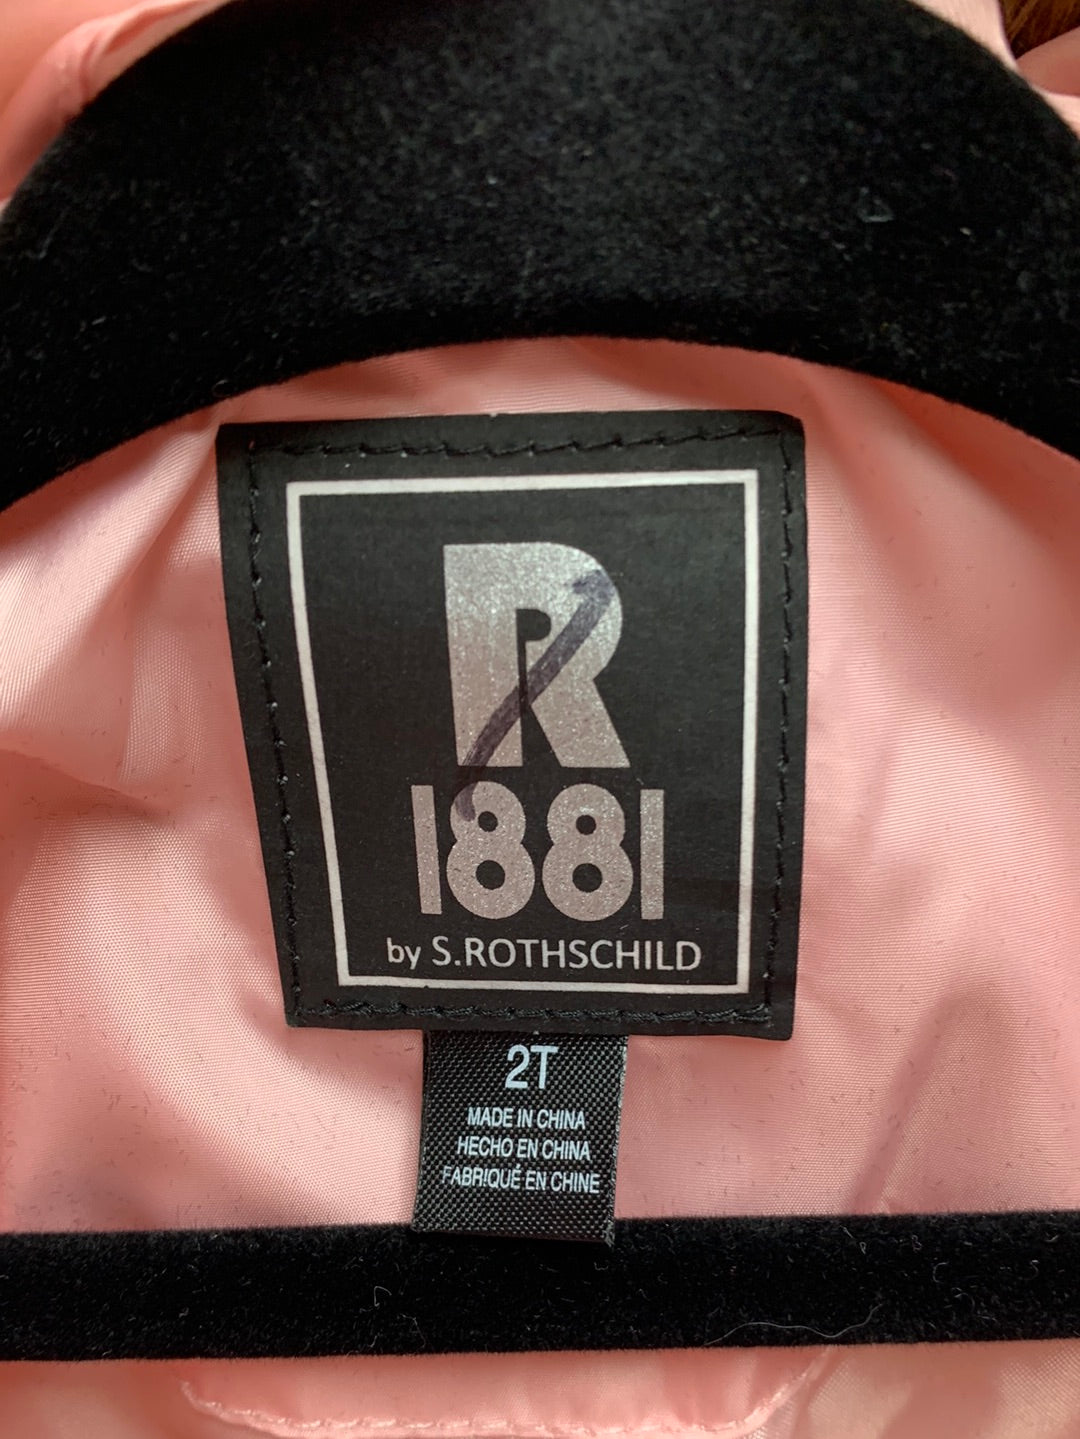 R
1881
by S.ROTHSCHILD
2T
MADE IN CHINA
HECHO EN CHINA
FABRIQUÉ EN CHINE